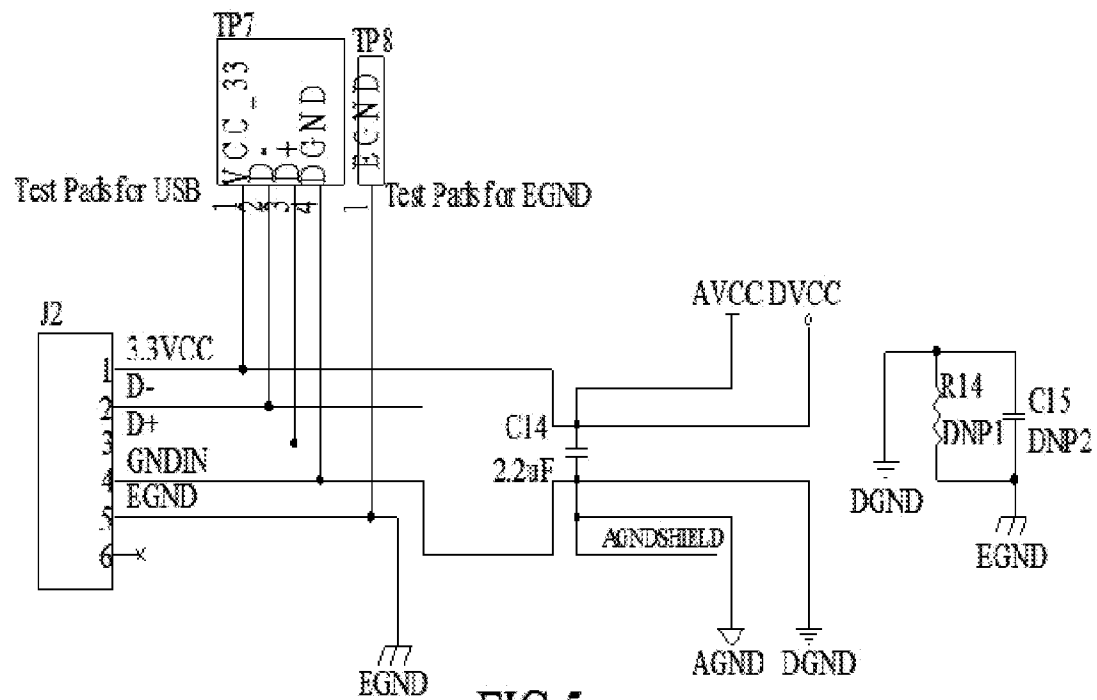 TP7
TP8
VCC_33
D-
D+
DGND
EGND
Test Pads for USB
1
2
3
4
1
Test Pads for EGND
AVCC DVCC
J2
3.3VCC
1
D-
2
D+
3
GNDIN
4
EGND
5
6
C14
2.2uF
AGNDSHIELD
R14
DNP1
C15
DNP2
DGND
EGND
AGND
DGND
EGND